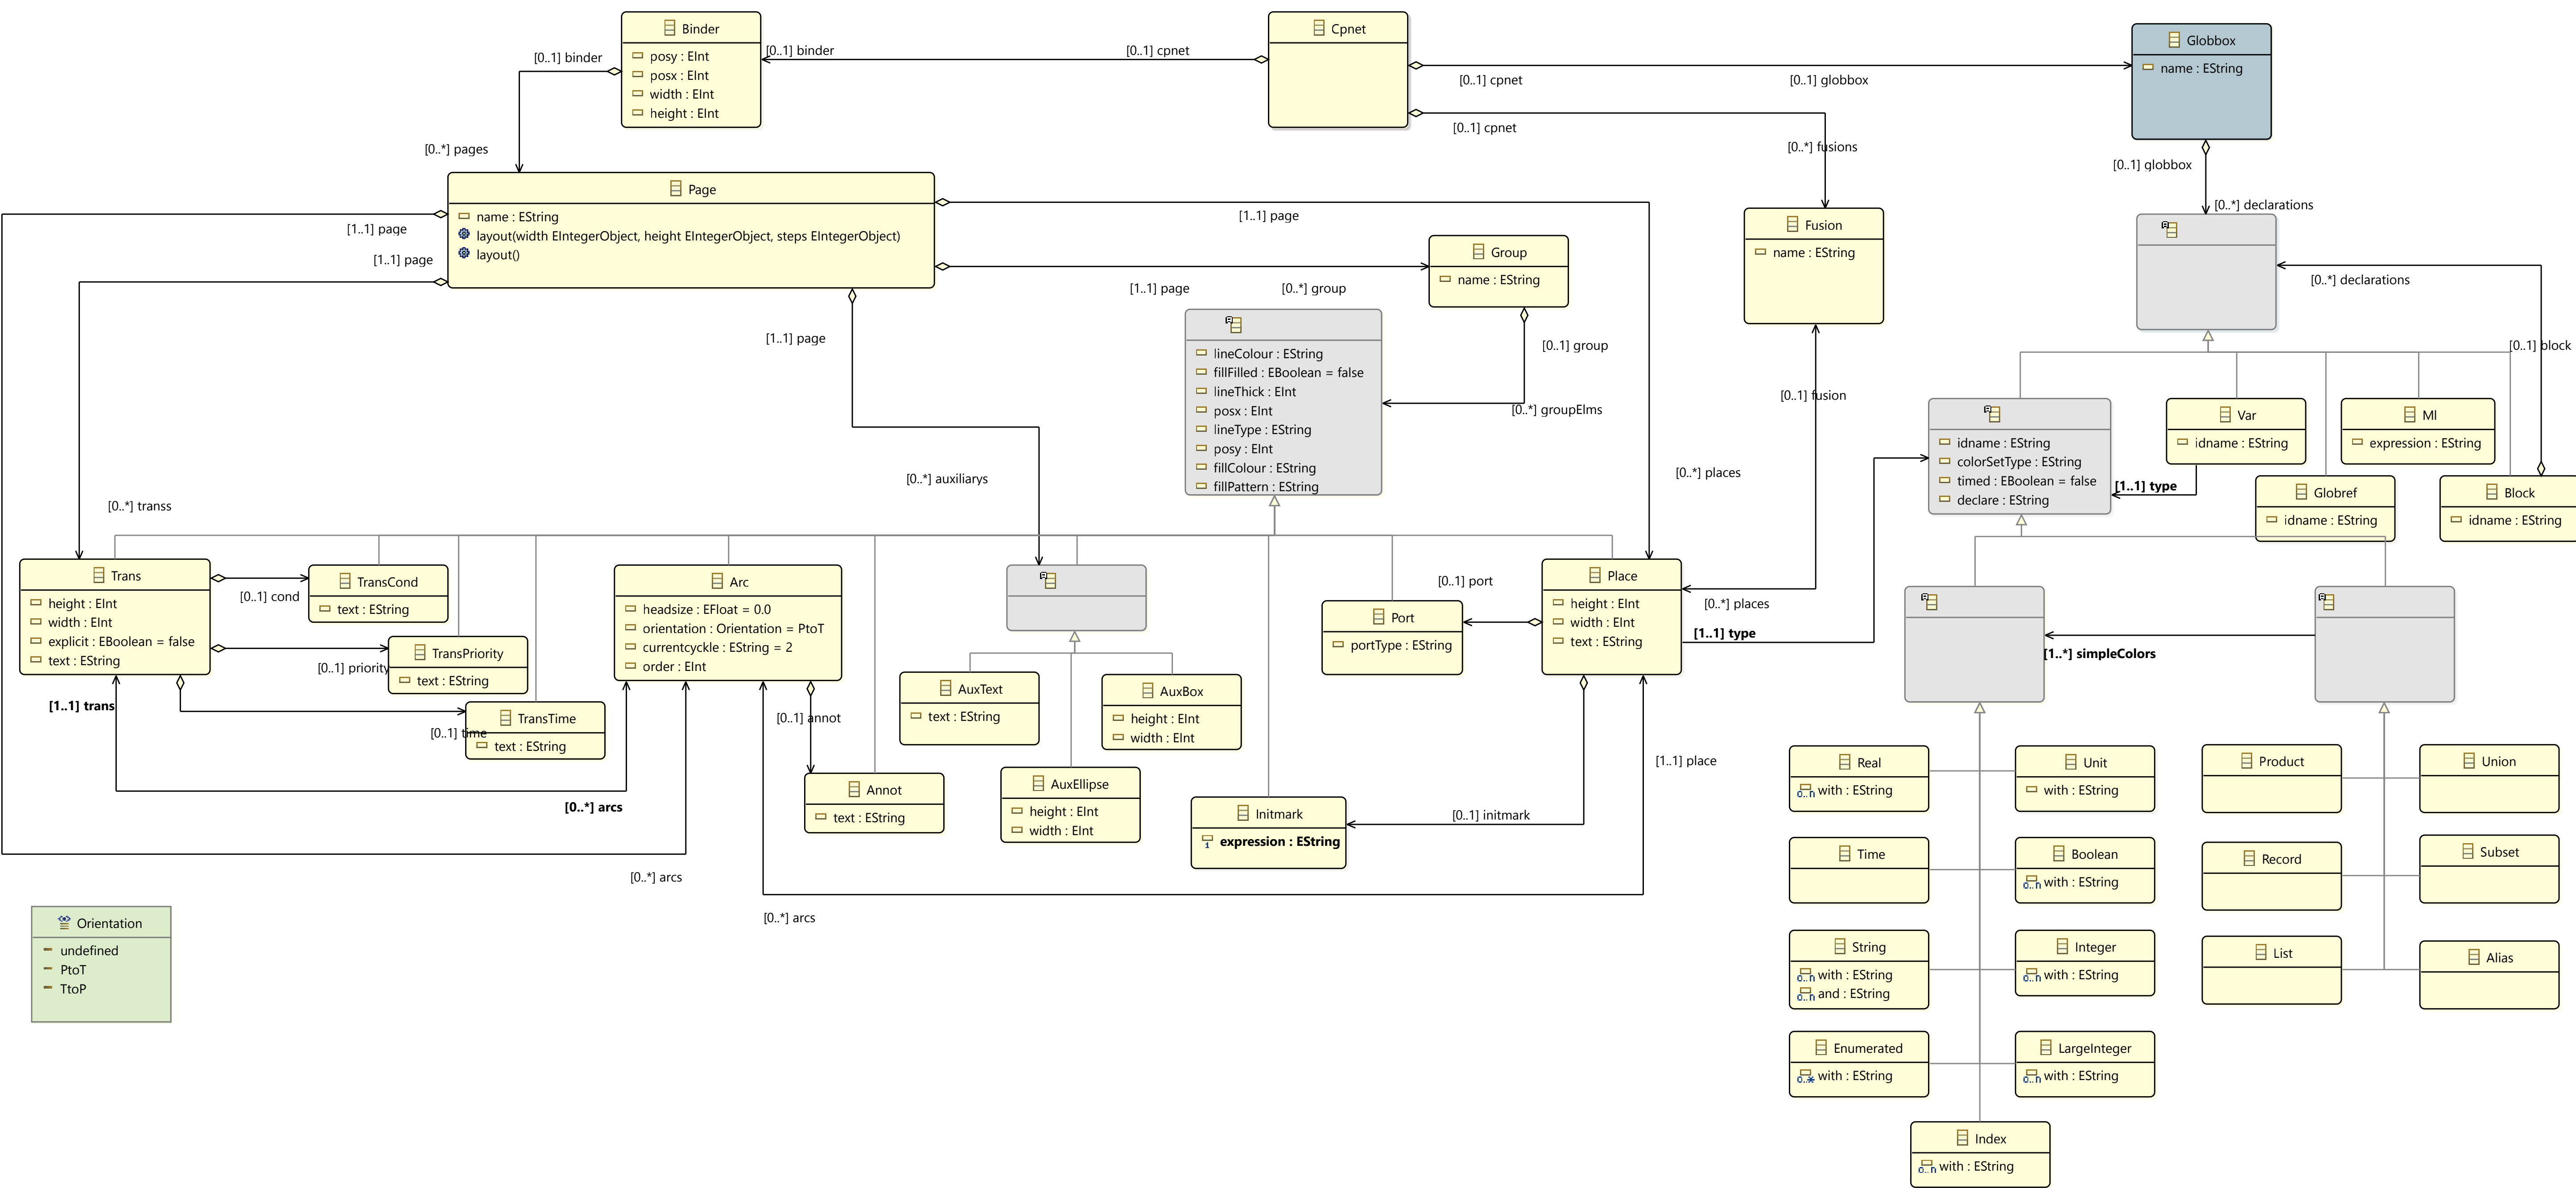 Binder
posy : EInt
posx : EInt
width : EInt
height : EInt
[0..1] binder
[0..1] binder
[0..1] cpnet
Cpnet
[0..1] cpnet
[0..1] globbox
[0..1] cpnet
[0..*] fusions
Globbox
name : EString
[0..1] globbox
[0..*] declarations
[0..*] pages
Page
name : EString
layout(width EIntegerObject, height EIntegerObject, steps EIntegerObject)
layout()
[1..1] page
[1..1] page
[1..1] page
[1..1] page
[1..1] page
[0..*] group
Group
name : EString
[0..1] group
[0..*] groupElms
Fusion
name : EString
[0..1] fusion
[0..*] places
[0..*] declarations
[0..1] block
lineColour : EString
fillFilled : EBoolean = false
lineThick : EInt
posx : EInt
lineType : EString
posy : EInt
fillColour : EString
fillPattern : EString
idname : EString
colorSetType : EString
timed : EBoolean = false
declare : EString
Var
idname : EString
[1..1] type
Ml
expression : EString
Globref
idname : EString
Block
idname : EString
[0..*] auxiliarys
[0..*] transs
Trans
height : EInt
width : EInt
explicit : EBoolean = false
text : EString
[0..1] cond
TransCond
text : EString
[0..1] priority
TransPriority
text : EString
[0..1] time
TransTime
text : EString
[1..1] trans
[0..*] arcs
Arc
headsize : EFloat = 0.0
orientation : Orientation = PtoT
currentcyckle : EString = 2
order : EInt
[0..1] annot
Annot
text : EString
AuxText
text : EString
AuxBox
height : EInt
width : EInt
AuxEllipse
height : EInt
width : EInt
[0..1] port
Port
portType : EString
Place
height : EInt
width : EInt
text : EString
[0..*] places
[1..1] type
[1..1] place
[0..1] initmark
Initmark
1
expression : EString
[0..*] arcs
[0..*] arcs
[1..*] simpleColors
Real
0..n with : EString
Unit
with : EString
Time
Boolean
0..n with : EString
String
0..n with : EString
0..n and : EString
Integer
0..n with : EString
Enumerated
0..* with : EString
LargeInteger
0..n with : EString
Index
0..n with : EString
Product
Union
Record
Subset
List
Alias
Orientation
undefined
PtoT
TtoP